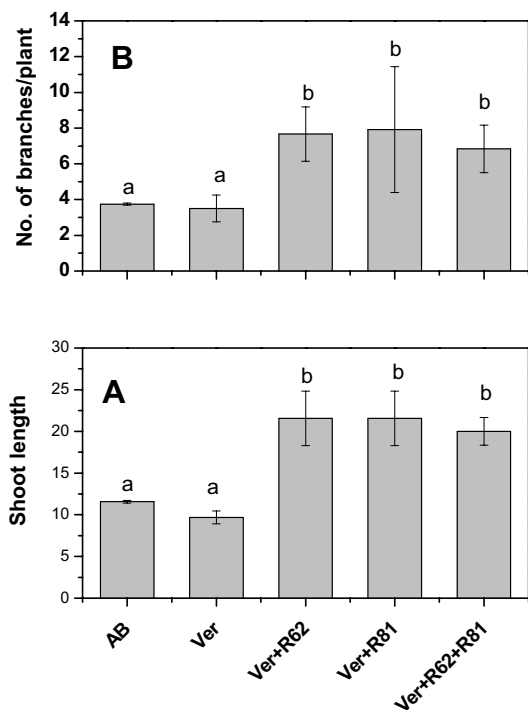 14
12
10
8
6
4
2
0
No. of branches/plant
B
a
a
b
b
b
30
25
20
15
10
5
0
Shoot length
A
a
a
b
b
b
AB
Ver
Ver+R62
Ver+R81
Ver+R62+R81